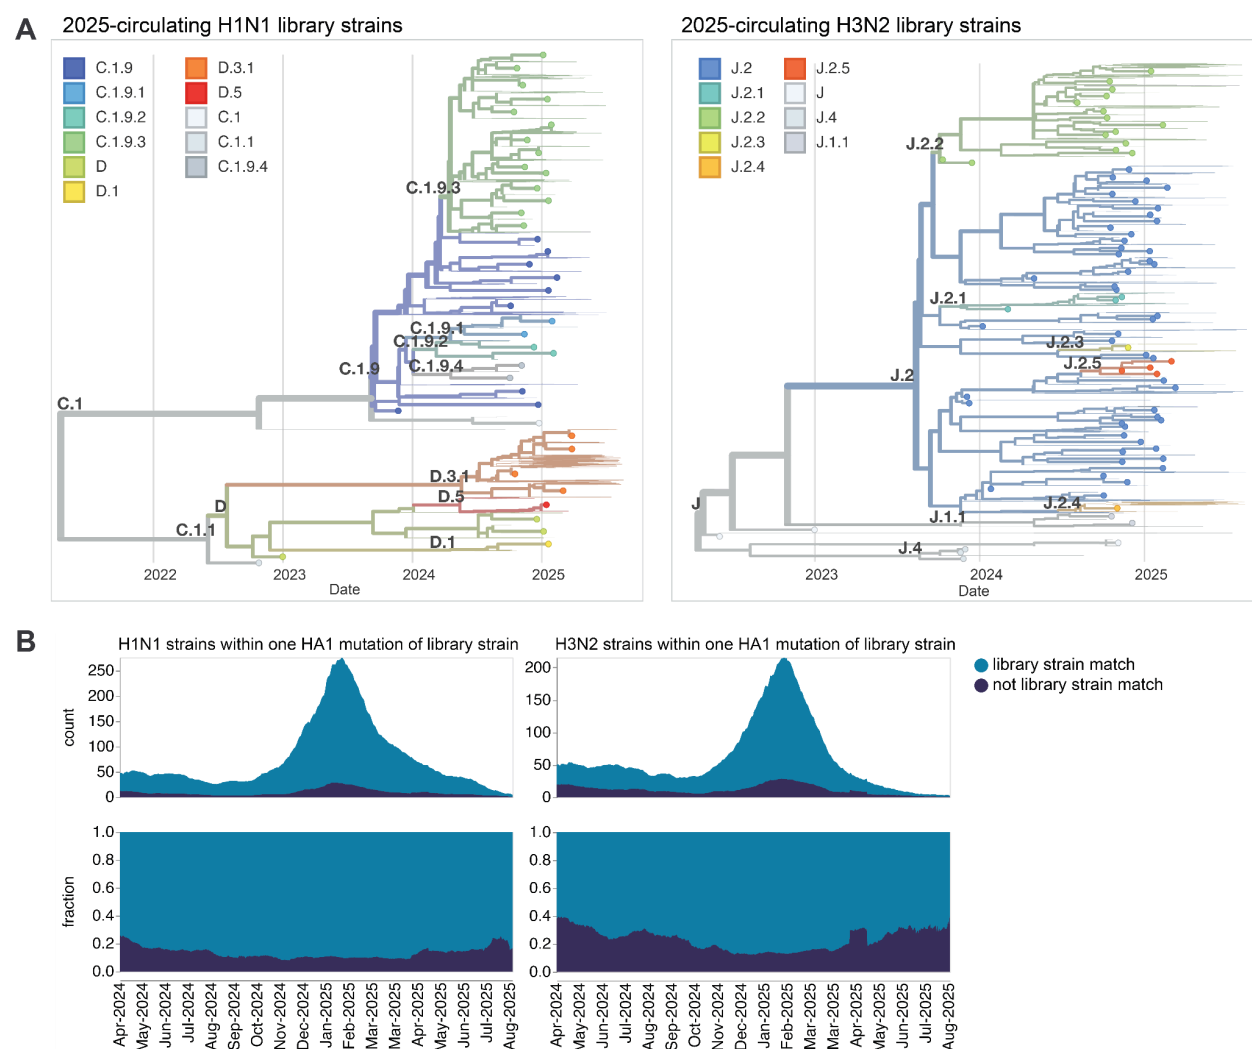 A
2025-circulating H1N1 library strains
C.1.9
C.1.9.1
C.1.9.2
C.1.9.3
D
D.1
D.3.1
D.5
C.1
C.1.1
C.1.9.4
C.1.9.3
C.1.9.1
C.1.9.2
C.1.9.4
C.1.9
C.1
D.3.1
D.5
D
C.1.1
D.1
2022
2023
2024
2025
Date
2025-circulating H3N2 library strains
J.2
J.2.1
J.2.2
J.2.3
J.2.4
J.2.5
J
J.4
J.1.1
J.2.2
J.2.1
J.2.3
J.2.5
J.2
J.2.4
J
J.1.1
J.4
2023
2024
2025
Date
B
H1N1 strains within one HA1 mutation of library strain
count
250
200
150
100
50
0
fraction
1.0
0.8
0.6
0.4
0.2
0.0
Apr-2024
May-2024
Jun-2024
Jul-2024
Aug-2024
Sep-2024
Oct-2024
Nov-2024
Dec-2024
Jan-2025
Feb-2025
Mar-2025
Mar-2025
Apr-2025
May-2025
Jun-2025
Jul-2025
Aug-2025
H3N2 strains within one HA1 mutation of library strain
200
150
100
50
0
1.0
0.8
0.6
0.4
0.2
0.0
Apr-2024
May-2024
Jun-2024
Jul-2024
Aug-2024
Sep-2024
Oct-2024
Nov-2024
Dec-2024
Jan-2025
Feb-2025
Mar-2025
Mar-2025
Apr-2025
May-2025
Jun-2025
Jul-2025
Aug-2025
library strain match
not library strain match